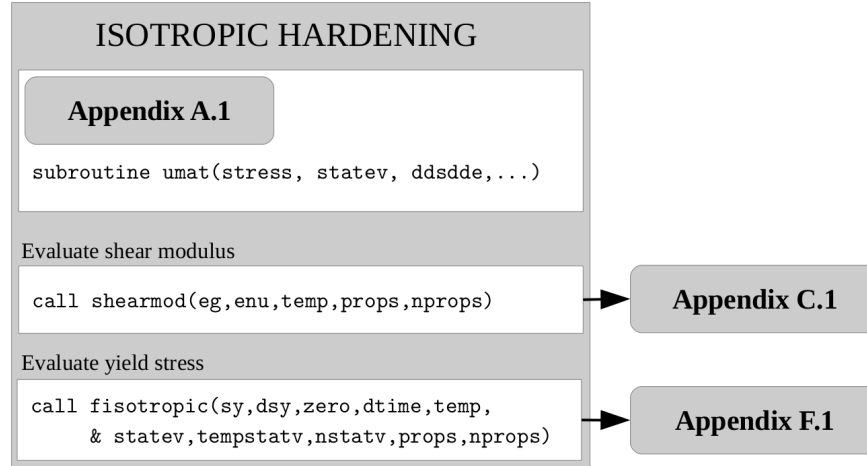 ISOTROPIC HARDENING
Appendix A.1
subroutine umat(stress, statev, ddsdde,...)
Evaluate shear modulus
call shearmod(eg,enu,temp,props,nprops)
Appendix C.1
Evaluate yield stress
call fisotropic(sy,dsy,zero,dtime,temp,
& statev,tempstatv,nstatv,props,nprops)
Appendix F.1